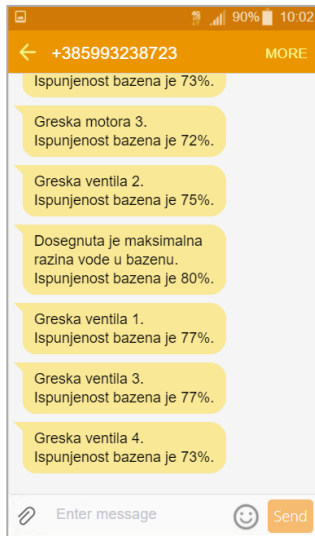 90% 10:02
+385993238723 MORE
Ispunjenost bazena je 73%.
Greska motora 3.
Ispunjenost bazena je 72%.
Greska ventila 2.
Ispunjenost bazena je 75%.
Dosegnuta je maksimalna
razina vode u bazenu.
Ispunjenost bazena je 80%.
Greska ventila 1.
Ispunjenost bazena je 77%.
Greska ventila 3.
Ispunjenost bazena je 77%.
Greska ventila 4.
Ispunjenost bazena je 73%.
Enter message Send